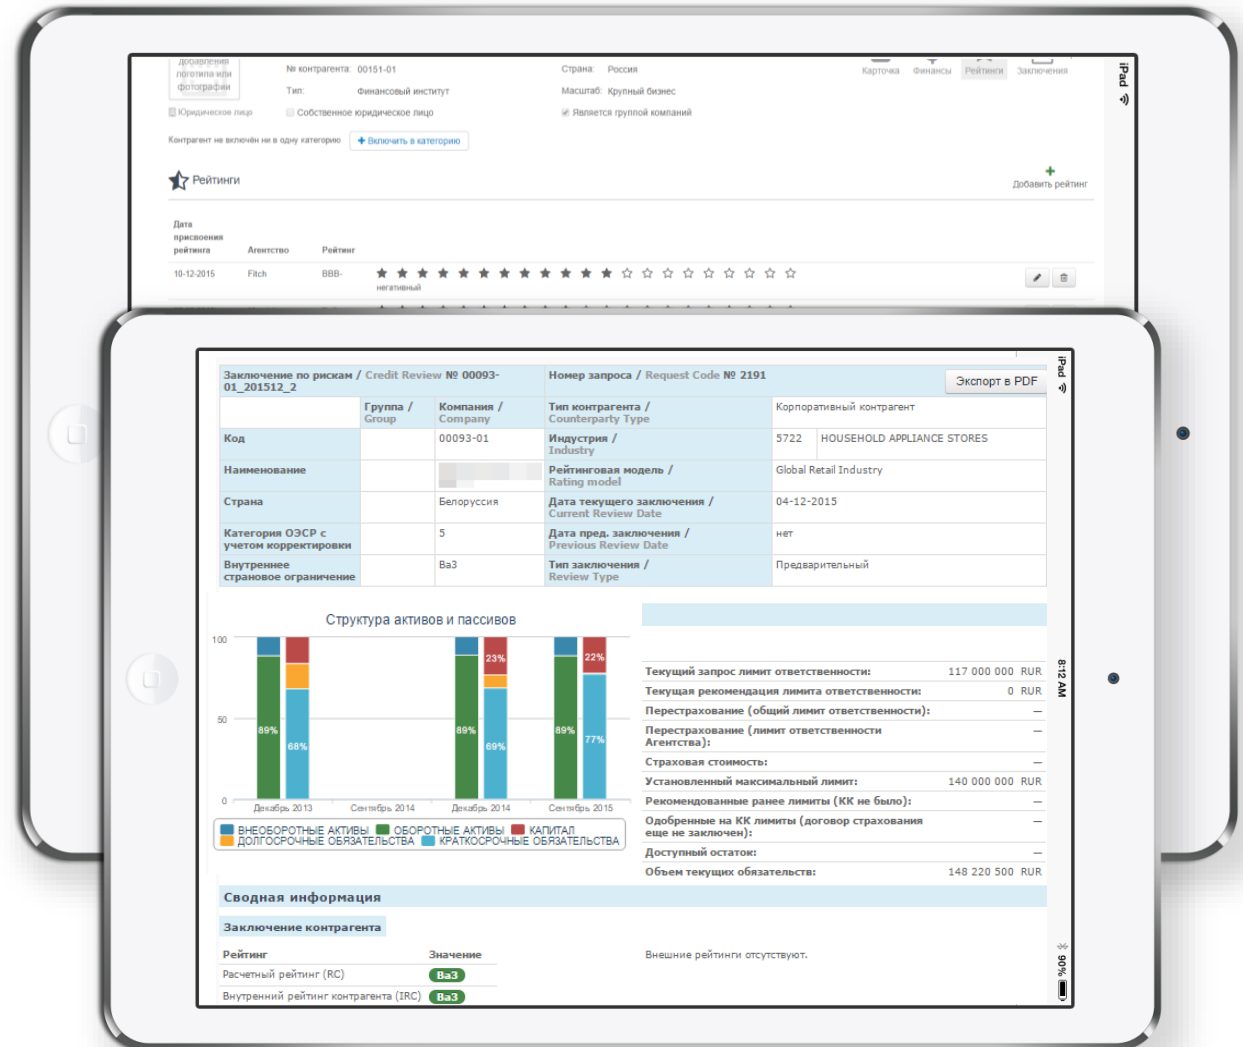 добавления
логотипа или
фотографии
№ контрагента: 00151-01
Страна: Россия
Карточка Финансы Рейтинги Заключения
Тип: Финансовый институт
Масштаб: Крупный бизнес
Юридическое лицо Собственное юридическое лицо Является группой компаний
Контрагент не включён ни в одну категорию + Включить в категорию
Рейтинги
Добавить рейтинг
Дата
присвоения
рейтинга Агентство Рейтинг
10-12-2015 Fitch BBB-
негативный
iPad
Заключение по рискам / Credit Review № 00093-
01_201512_2
Номер запроса / Request Code № 2191
Экспорт в PDF
Группа /
Group
Компания /
Company
Тип контрагента /
Counterparty Type
Корпоративный контрагент
Код 00093-01
Индустрия /
Industry
5722 HOUSEHOLD APPLIANCE STORES
Наименование
Рейтинговая модель /
Rating model
Global Retail Industry
Страна Белоруссия
Дата текущего заключения /
Current Review Date
04-12-2015
Категория ОЭСР с
учетом корректировки
5
Дата пред. заключения /
Previous Review Date
нет
Внутреннее
страновое ограничение
Ba3
Тип заключения /
Review Type
Предварительный
Структура активов и пассивов
100
50
0
89%
68%
89%
23%
69%
89%
22%
77%
Декабрь 2013 Сентябрь 2014 Декабрь 2014 Сентябрь 2015
ВНЕОБОРОТНЫЕ АКТИВЫ ОБОРОТНЫЕ АКТИВЫ КАПИТАЛ
ДОЛГОСРОЧНЫЕ ОБЯЗАТЕЛЬСТВА КРАТКОСРОЧНЫЕ ОБЯЗАТЕЛЬСТВА
Текущий запрос лимит ответственности: 117 000 000 RUR
Текущая рекомендация лимита ответственности: 0 RUR
Перестрахование (общий лимит ответственности): —
Перестрахование (лимит ответственности
Агентства): —
Страховая стоимость: —
Установленный максимальный лимит: 140 000 000 RUR
Рекомендованные ранее лимиты (КК не было): —
Одобренные на КК лимиты (договор страхования
еще не заключен): —
Доступный остаток: —
Объем текущих обязательств: 148 220 500 RUR
Сводная информация
Заключение контрагента
Рейтинг Значение
Внешние рейтинги отсутствуют.
Расчетный рейтинг (RC) Ba3
Внутренний рейтинг контрагента (IRC) Ba3
iPad
8:12 AM
90%